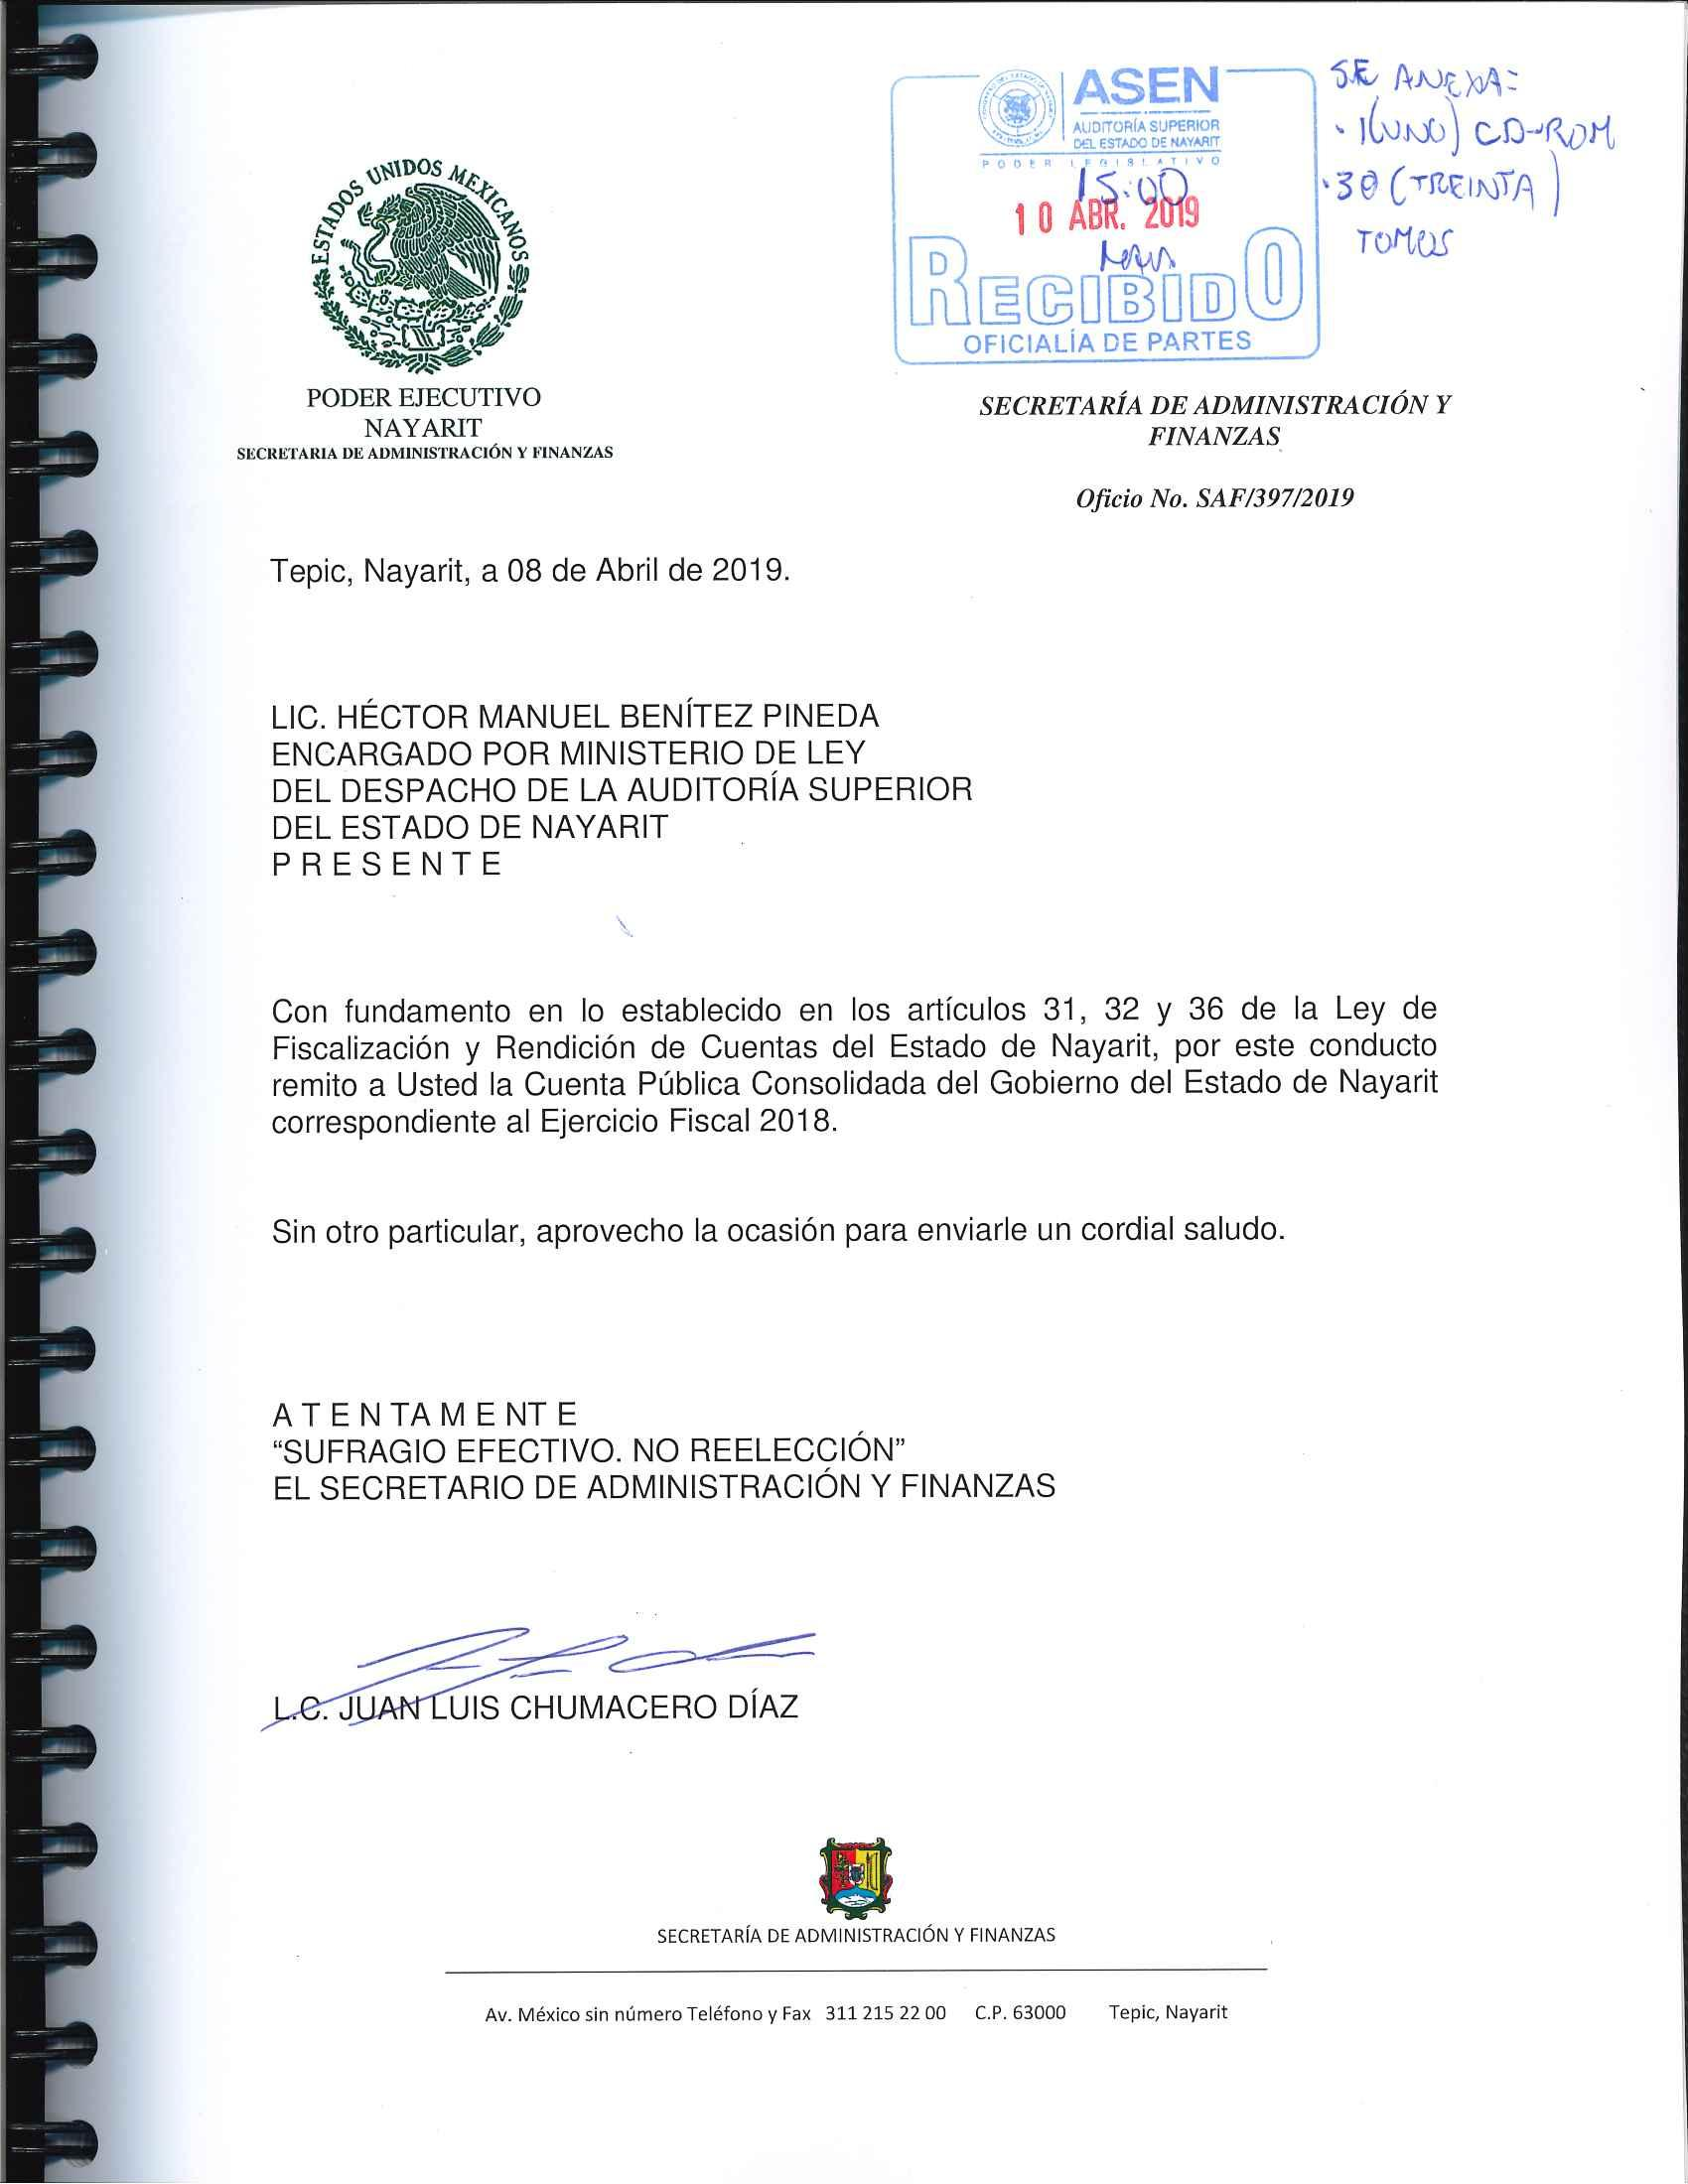 ASEN
AUDITORÍA SUPERIOR
DEL ESTADO DE NAYARIT
PODER LEGISLATIVO
15:00
10 ABR. 2019
RECIBIDO
OFICIALÍA DE PARTES
SE ANEXA:
· 1(UNO) CD-ROM
· 30 (TREINTA)
TOMOS
ESTADOS UNIDOS MEXICANOS
PODER EJECUTIVO
NAYARIT
SECRETARIA DE ADMINISTRACIÓN Y FINANZAS
SECRETARÍA DE ADMINISTRACIÓN Y
FINANZAS
Oficio No. SAF/397/2019
Tepic, Nayarit, a 08 de Abril de 2019.
LIC. HÉCTOR MANUEL BENÍTEZ PINEDA
ENCARGADO POR MINISTERIO DE LEY
DEL DESPACHO DE LA AUDITORÍA SUPERIOR
DEL ESTADO DE NAYARIT
P R E S E N T E
Con fundamento en lo establecido en los artículos 31, 32 y 36 de la Ley de
Fiscalización y Rendición de Cuentas del Estado de Nayarit, por este conducto
remito a Usted la Cuenta Pública Consolidada del Gobierno del Estado de Nayarit
correspondiente al Ejercicio Fiscal 2018.
Sin otro particular, aprovecho la ocasión para enviarle un cordial saludo.
A T E N TA M E NT E
“SUFRAGIO EFECTIVO. NO REELECCIÓN”
EL SECRETARIO DE ADMINISTRACIÓN Y FINANZAS
L.C. JUAN LUIS CHUMACERO DÍAZ
SECRETARÍA DE ADMINISTRACIÓN Y FINANZAS
Av. México sin número Teléfono y Fax 311 215 22 00 C.P. 63000 Tepic, Nayarit